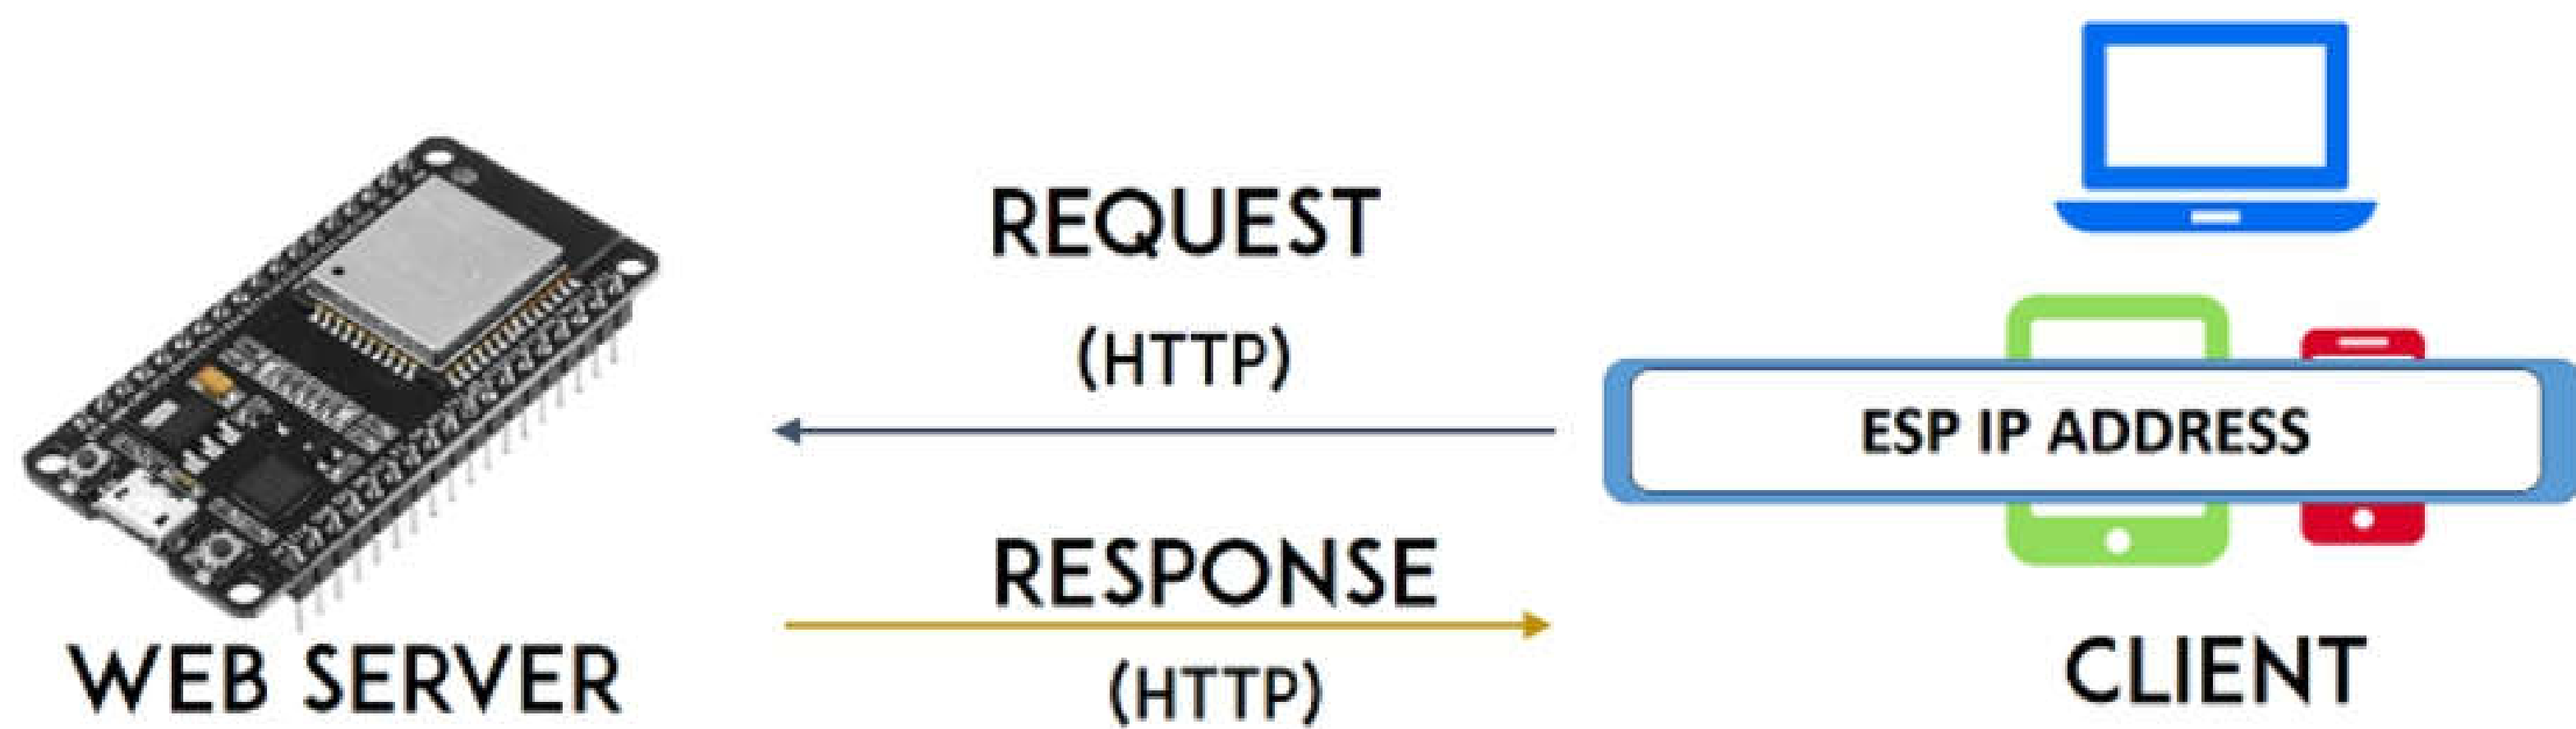 REQUEST
(HTTP)
ESP IP ADDRESS
RESPONSE
(HTTP)
WEB SERVER
CLIENT